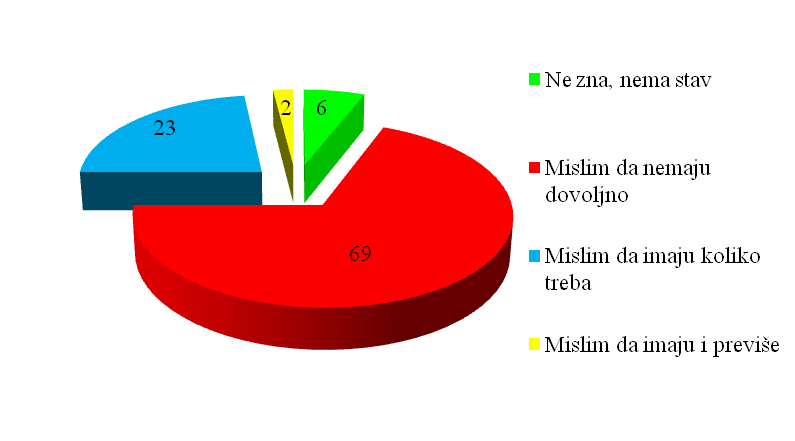 2
6
23
69
Ne zna, nema stav
Mislim da nemaju
dovoljno
Mislim da imaju koliko
treba
Mislim da imaju i previše